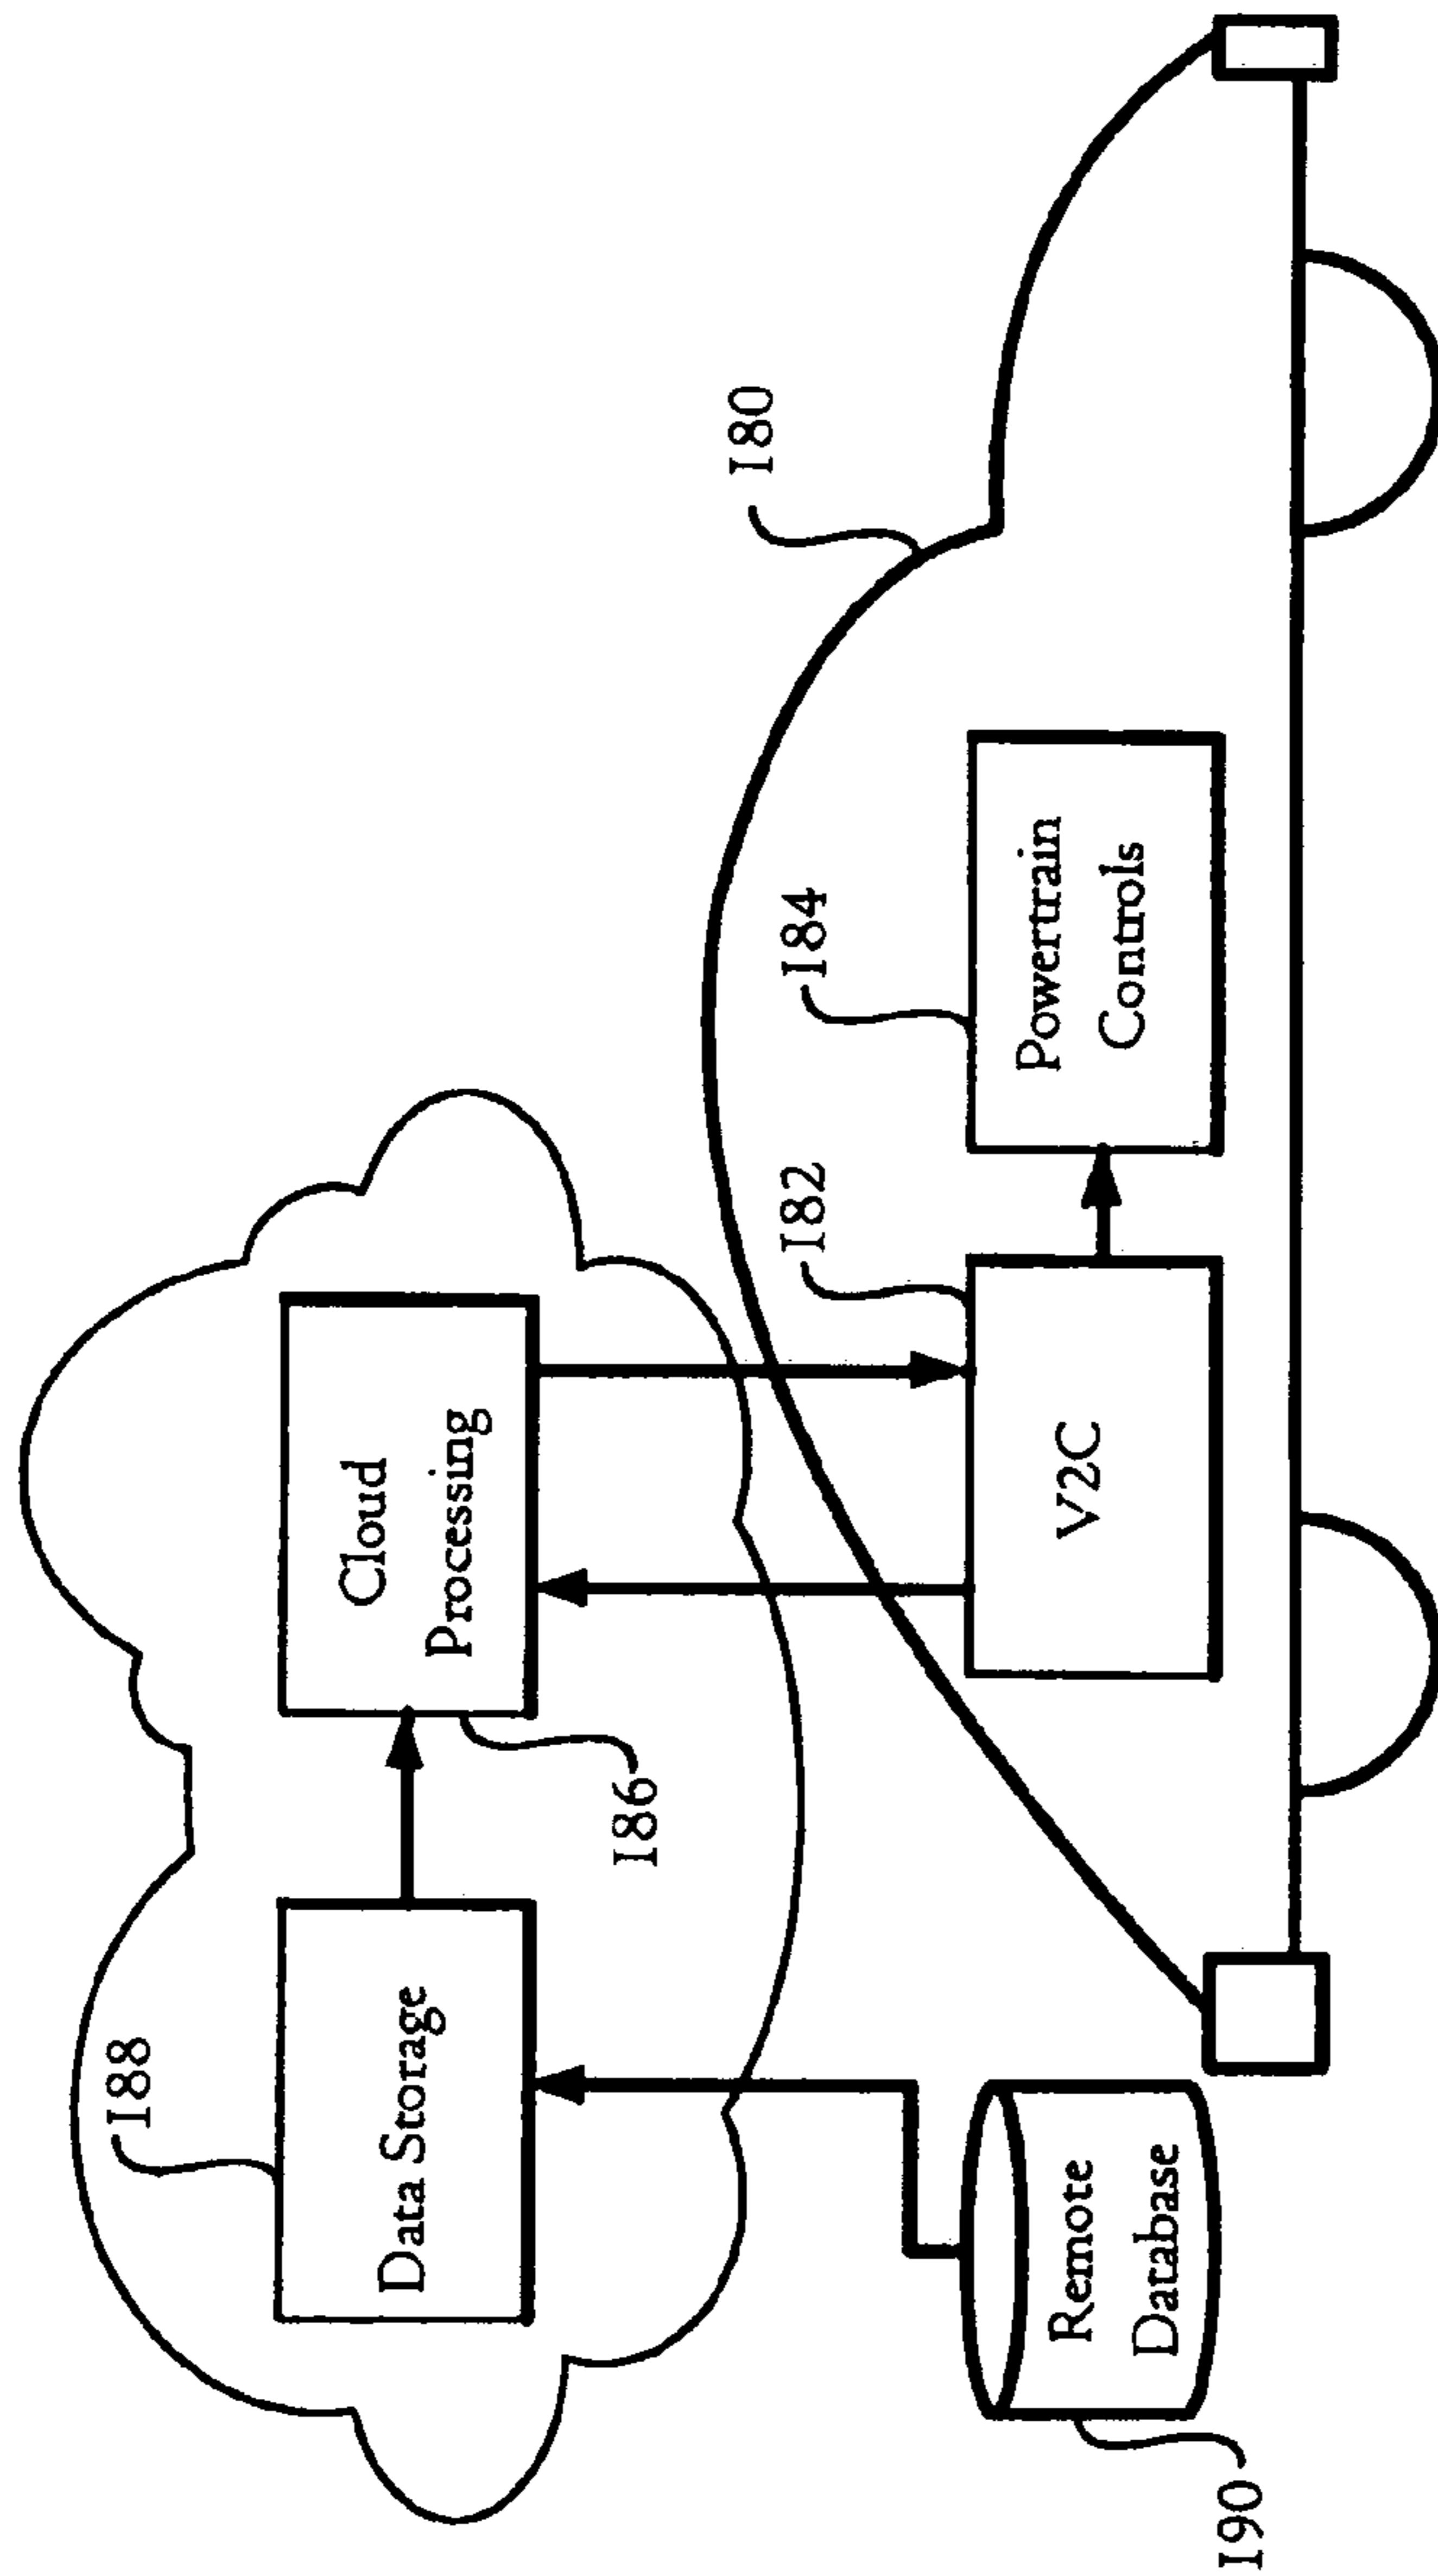 188
Data Storage
Cloud
Processing
186
180
182
184
V2C
Powertrain
Controls
Remote
Database
190